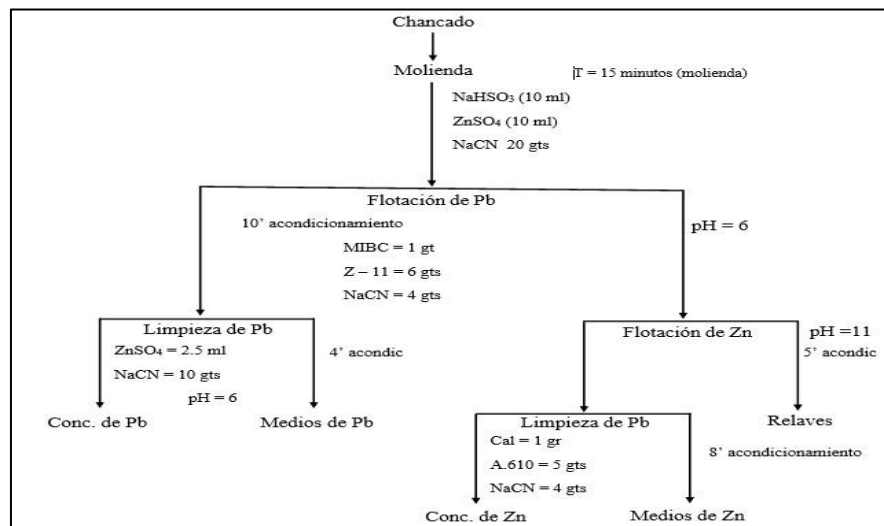 Chancado
Molienda
T = 15 minutos (molienda)
NaHSO₃ (10 ml)
ZnSO₄ (10 ml)
NaCN 20 gts
Flotación de Pb
10' acondicionamiento
pH = 6
MIBC = 1 gt
Z – 11 = 6 gts
NaCN = 4 gts
Limpieza de Pb
Flotación de Zn
pH =11
ZnSO₄ = 2.5 ml
4' acondic
5' acondic
NaCN = 10 gts
pH = 6
Conc. de Pb
Medios de Pb
Limpieza de Pb
Relaves
Cal = 1 gr
8' acondicionamiento
A.610 = 5 gts
NaCN = 4 gts
Conc. de Zn
Medios de Zn